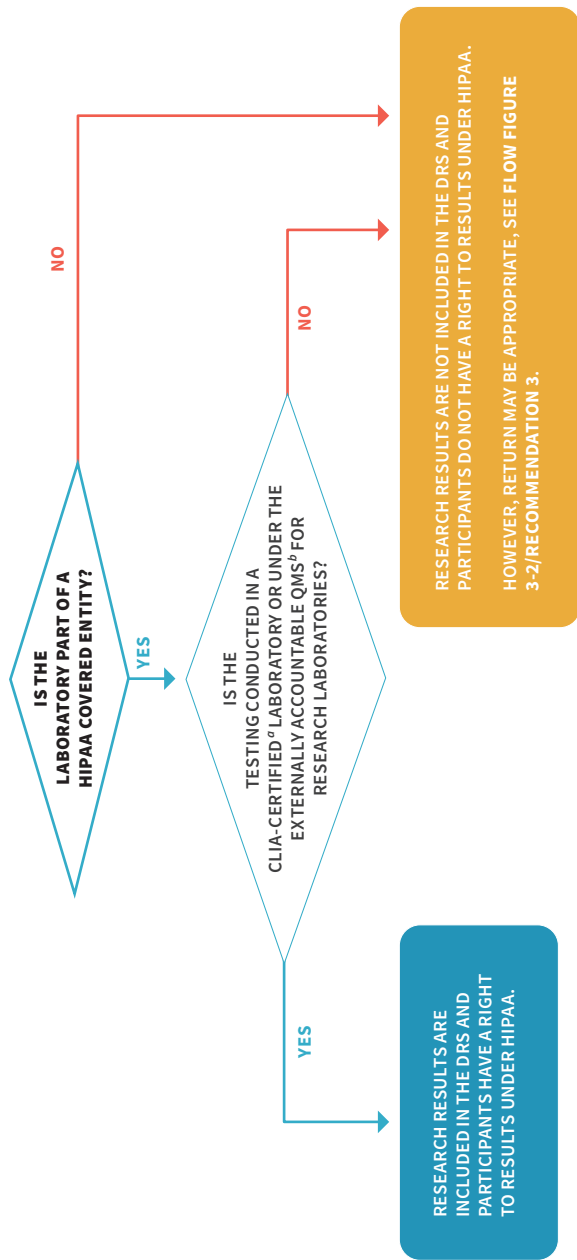 IS THE
LABORATORY PART OF A
HIPAA COVERED ENTITY?
NO
YES
IS THE
TESTING CONDUCTED IN A
CLIA-CERTIFIEDᵃ LABORATORY OR UNDER THE
EXTERNALLY ACCOUNTABLE QMSᵇ FOR
RESEARCH LABORATORIES?
YES
NO
RESEARCH RESULTS ARE
INCLUDED IN THE DRS AND
PARTICIPANTS HAVE A RIGHT
TO RESULTS UNDER HIPAA.
RESEARCH RESULTS ARE NOT INCLUDED IN THE DRS AND
PARTICIPANTS DO NOT HAVE A RIGHT TO RESULTS UNDER HIPAA.
HOWEVER, RETURN MAY BE APPROPRIATE, SEE FLOW FIGURE
3-2/RECOMMENDATION 3.